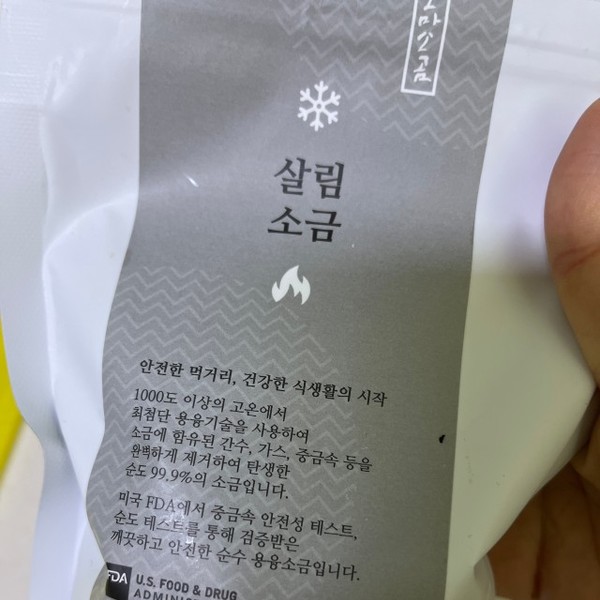 마소금
살림
소금
안전한 먹거리, 건강한 식생활의 시작
1000도 이상의 고온에서
최첨단 용융기술을 사용하여
소금에 함유된 간수, 가스, 중금속 등을
완벽하게 제거하여 탄생한
순도 99.9%의 소금입니다.
미국 FDA에서 중금속 안전성 테스트,
순도 테스트를 통해 검증받은
깨끗하고 안전한 순수 용융소금입니다.
FDA U.S. FOOD & DRUG